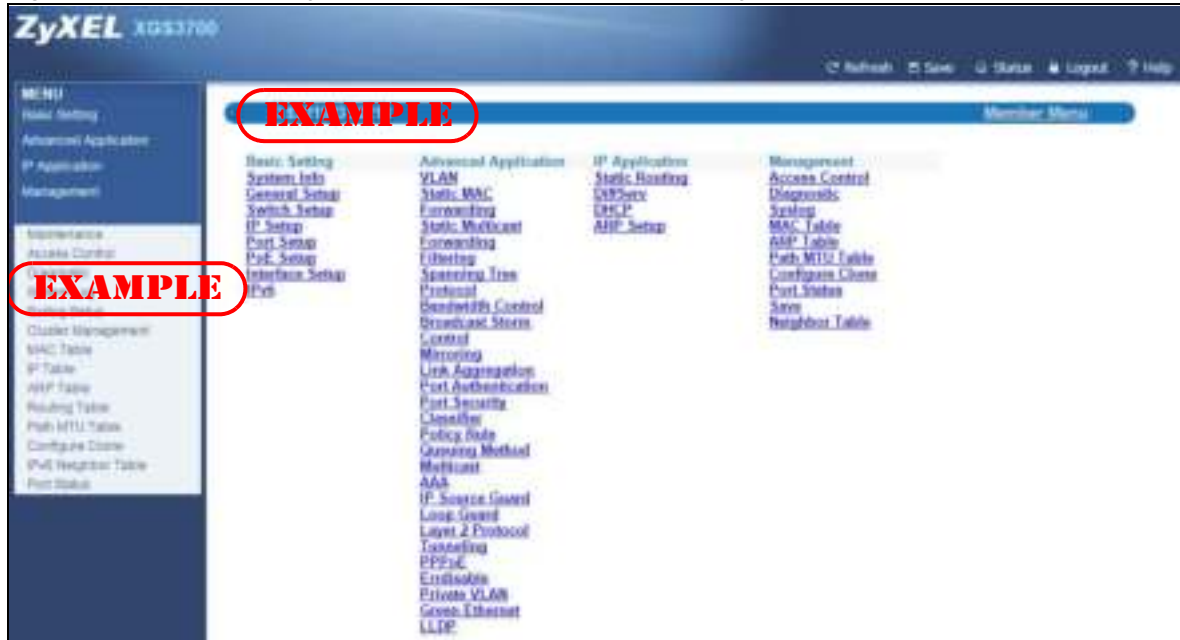 ZyXEL XGS3700
Refresh Save Status Logout Help
MENU
Basic Setting
Advanced Application
IP Application
Management
Maintenance
Access Control
Diagnostic
EXAMPLE
Cluster Management
MAC Table
IP Table
ARP Table
Routing Table
Path MTU Table
Configure Clone
IPv6 Neighbor Table
Port Status
EXAMPLE
Member Menu
Basic Setting
System Info
General Setup
Switch Setup
IP Setup
Port Setup
PoE Setup
Interface Setup
IPv6
Advanced Application
VLAN
Static MAC
Forwarding
Static Multicast
Forwarding
Filtering
Spanning Tree
Protocol
Bandwidth Control
Broadcast Storm
Control
Mirroring
Link Aggregation
Port Authentication
Port Security
Classifier
Policy Rule
Queuing Method
Multicast
AAA
IP Source Guard
Loop Guard
Layer 2 Protocol
Tunneling
PPPoE
Errdisable
Private VLAN
Green Ethernet
LLDP
IP Application
Static Routing
DiffServ
DHCP
ARP Setup
Management
Access Control
Diagnostic
Syslog
MAC Table
ARP Table
Path MTU Table
Configure Clone
Port Status
Save
Neighbor Table